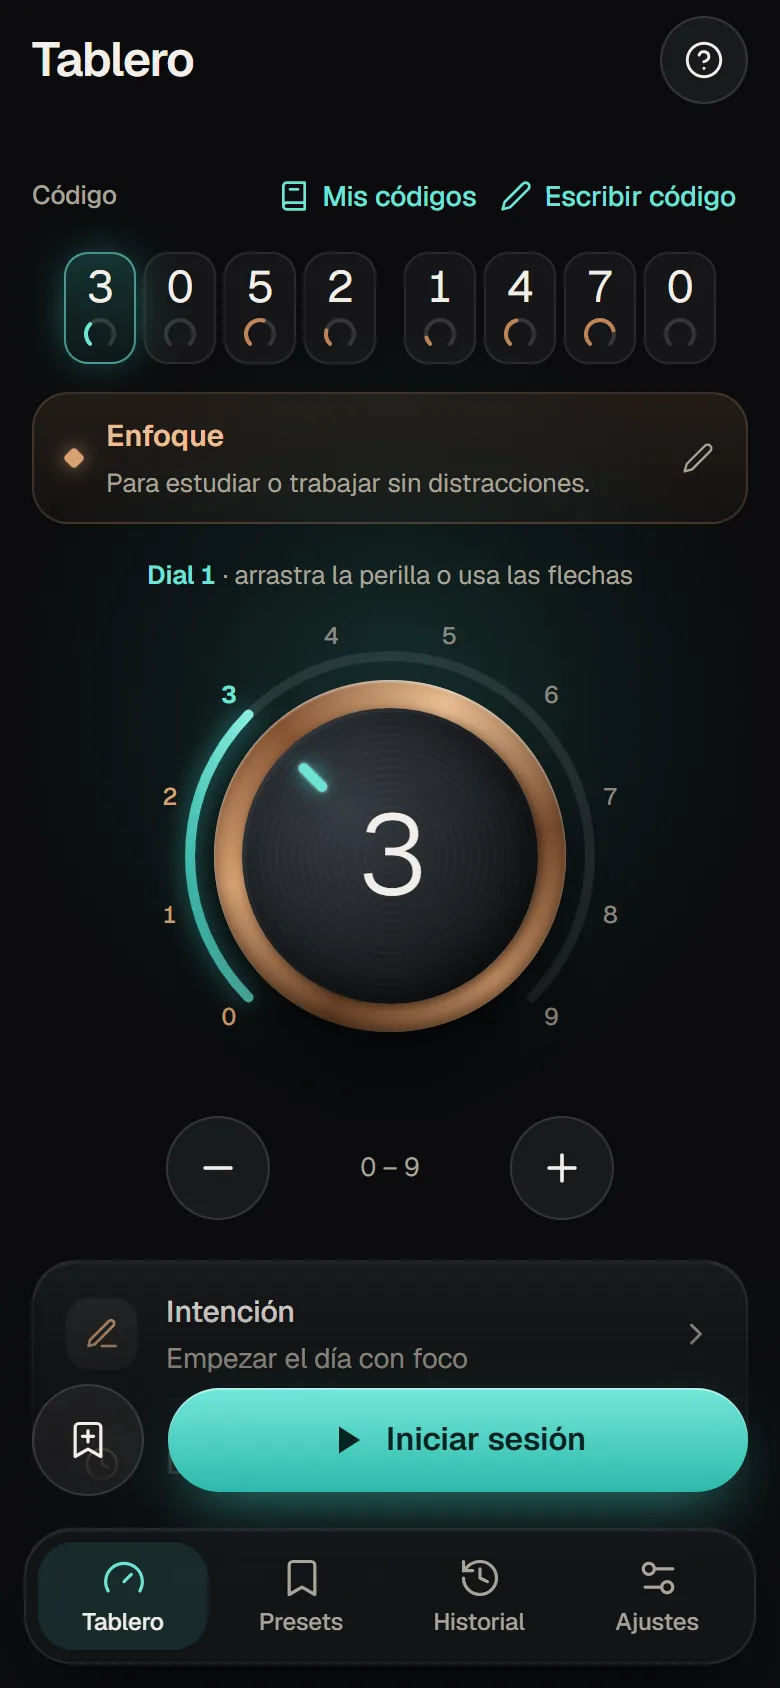 Tablero
Código
Mis códigos
Escribir código
3 0 5 2 1 4 7 0
Enfoque
Para estudiar o trabajar sin distracciones.
Dial 1 · arrastra la perilla o usa las flechas
4 5
3 6
2 7
3
1 8
0 9
0 – 9
Intención
Empezar el día con foco
Iniciar sesión
Tablero
Presets
Historial
Ajustes